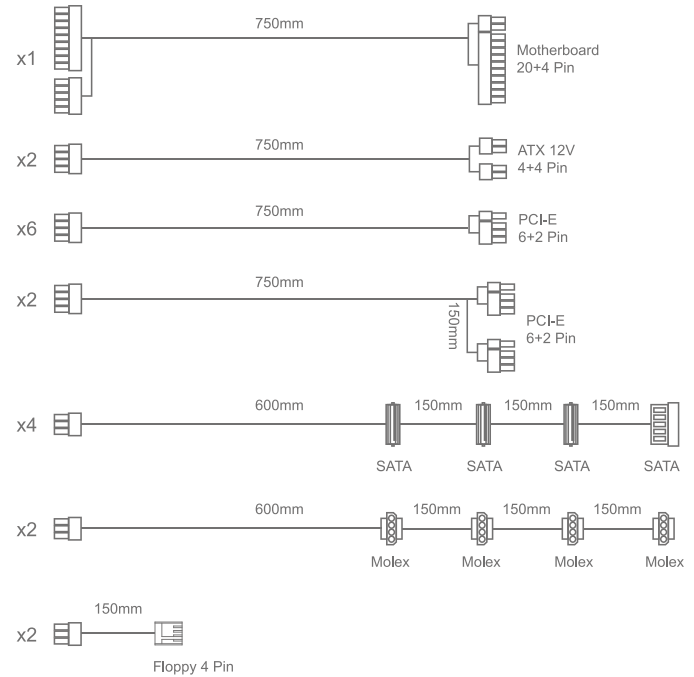 750mm
x1
Motherboard
20+4 Pin
750mm
x2
ATX 12V
4+4 Pin
750mm
x6
PCI-E
6+2 Pin
750mm
x2
150mm
PCI-E
6+2 Pin
600mm 150mm 150mm 150mm
x4
SATA SATA SATA SATA
600mm 150mm 150mm 150mm
x2
Molex Molex Molex Molex
150mm
x2
Floppy 4 Pin